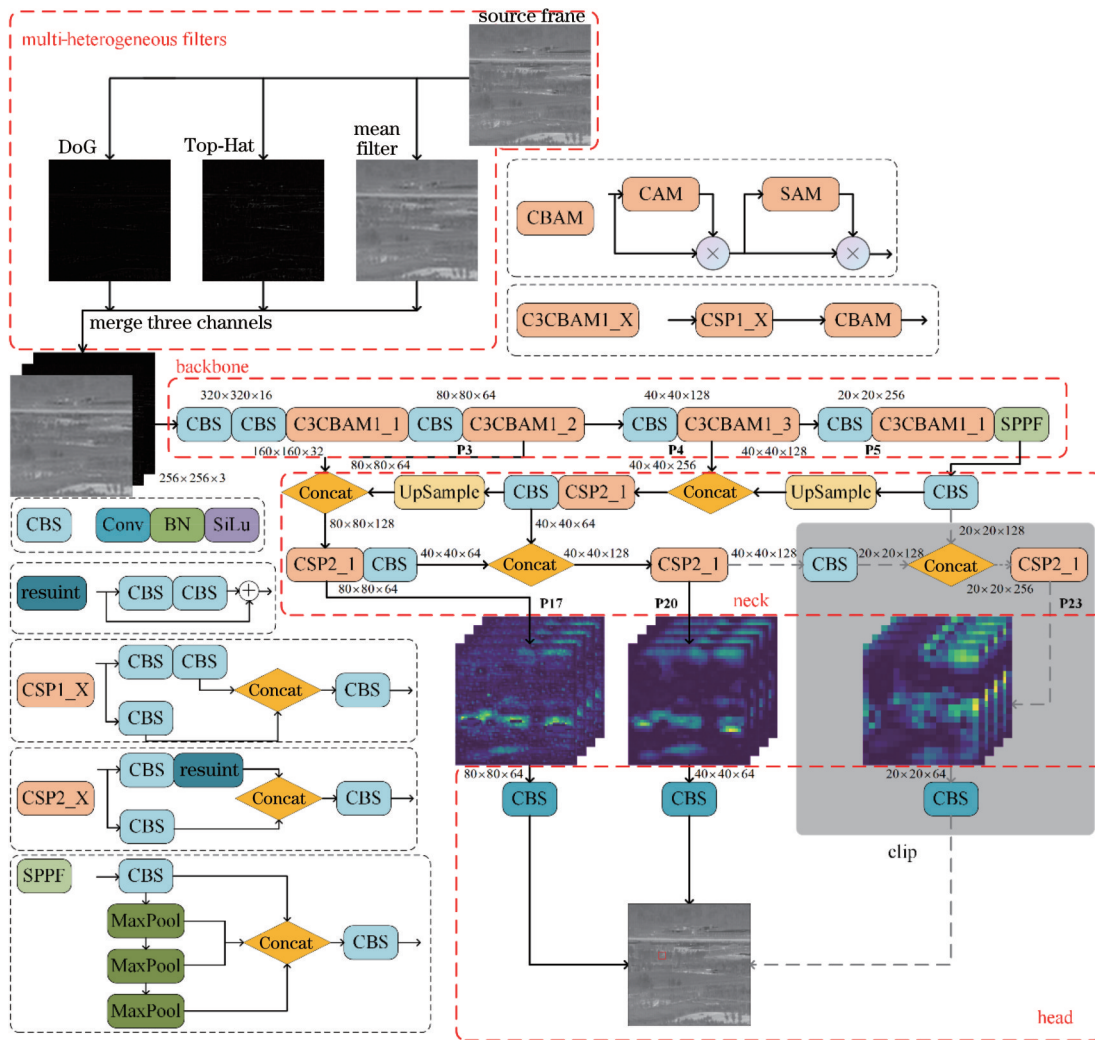 source frane
multi-heterogeneous filters
DoG
Top-Hat
mean
filter
merge three channels
CBAM
CAM
SAM
×
×
C3CBAM1_X
CSP1_X
CBAM
backbone
320×320×16
80×80×64
40×40×128
20×20×256
CBS
CBS
C3CBAM1_1
CBS
C3CBAM1_2
CBS
C3CBAM1_3
CBS
C3CBAM1_1
SPPF
160×160×32
P3
P4
P5
80×80×64
40×40×256
40×40×128
256×256×3
Concat
UpSample
CBS
CSP2_1
Concat
UpSample
CBS
80×80×128
40×40×64
20×20×128
CSP2_1
CBS
40×40×64
Concat
40×40×128
CSP2_1
40×40×128
CBS
20×20×128
Concat
CSP2_1
80×80×64
20×20×256
P17
P20
neck
P23
CBS
Conv
BN
SiLu
resuint
CBS
CBS
+
CSP1_X
CBS
CBS
CBS
Concat
CBS
CSP2_X
CBS
resuint
CBS
Concat
CBS
SPPF
CBS
MaxPool
MaxPool
MaxPool
Concat
CBS
80×80×64
40×40×64
20×20×64
CBS
CBS
CBS
clip
head